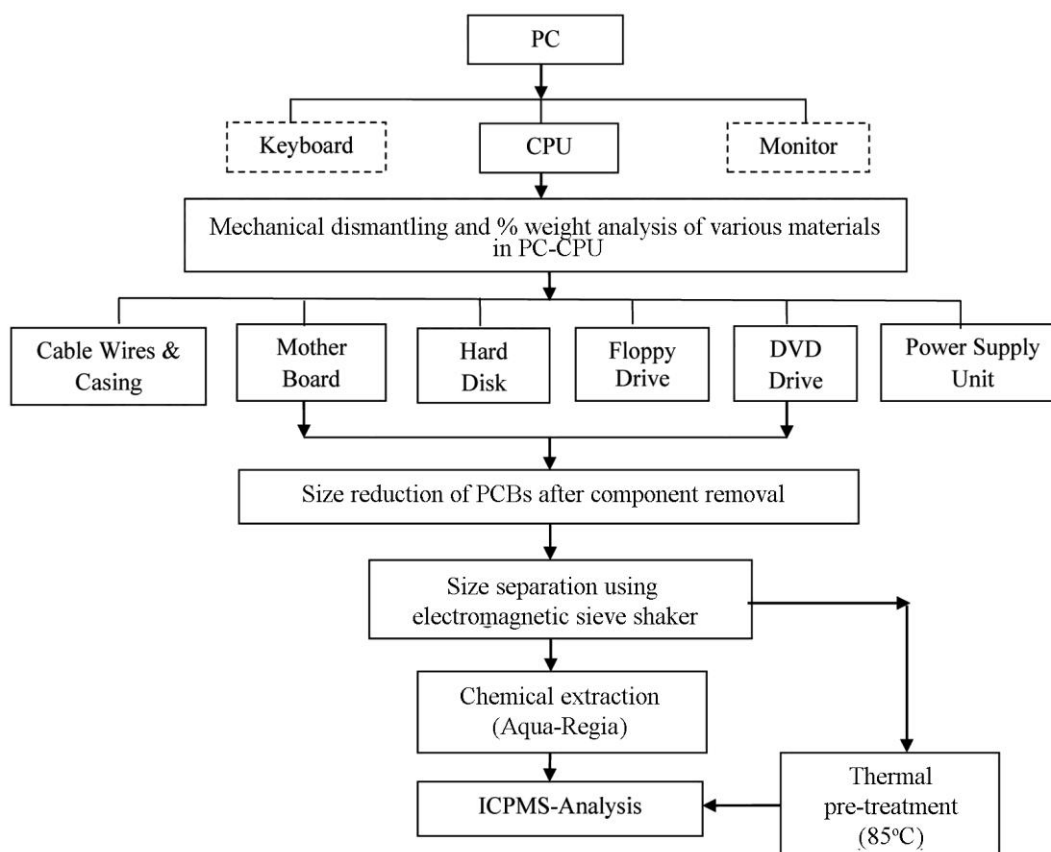 PC
Keyboard
CPU
Monitor
Mechanical dismantling and % weight analysis of various materials
in PC-CPU
Cable Wires &
Casing
Mother
Board
Hard
Disk
Floppy
Drive
DVD
Drive
Power Supply
Unit
Size reduction of PCBs after component removal
Size separation using
electromagnetic sieve shaker
Chemical extraction
(Aqua-Regia)
ICPMS-Analysis
Thermal
pre-treatment
(85°C)